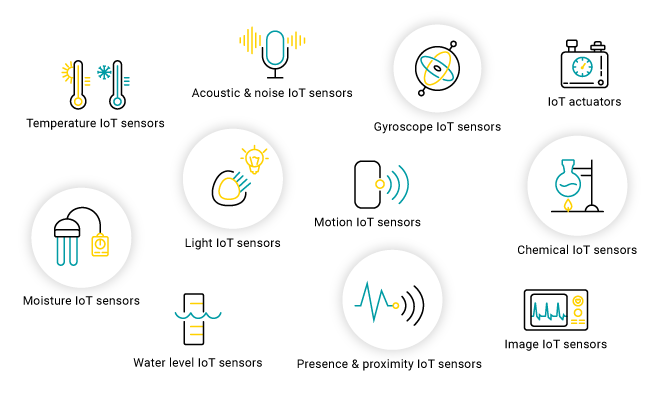 Acoustic & noise IoT sensors
IoT actuators
Temperature IoT sensors
Gyroscope IoT sensors
Motion IoT sensors
Light IoT sensors
Chemical IoT sensors
Moisture IoT sensors
Image IoT sensors
Water level IoT sensors
Presence & proximity IoT sensors